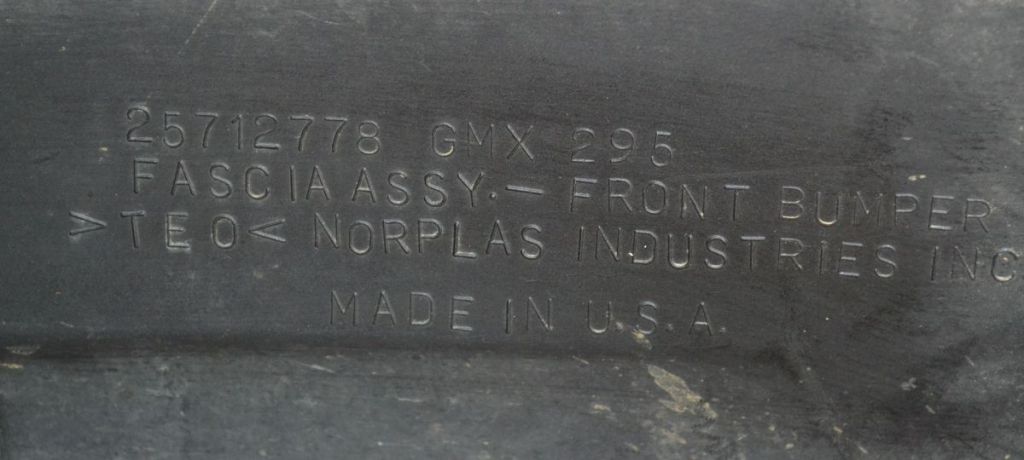 25712778 GMX 295
FASCIA ASSY. — FRONT BUMPER
>TEO< NORPLAS INDUSTRIES INC
MADE IN U.S.A.